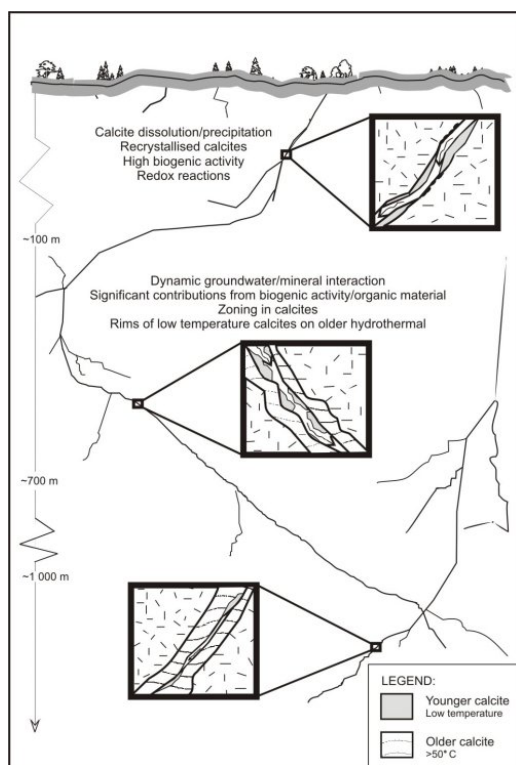 Calcite dissolution/precipitation
Recrystallised calcites
High biogenic activity
Redox reactions
~100 m
Dynamic groundwater/mineral interaction
Significant contributions from biogenic activity/organic material
Zoning in calcites
Rims of low temperature calcites on older hydrothermal
~700 m
~1 000 m
LEGEND:
Younger calcite
Low temperature
Older calcite
>50° C